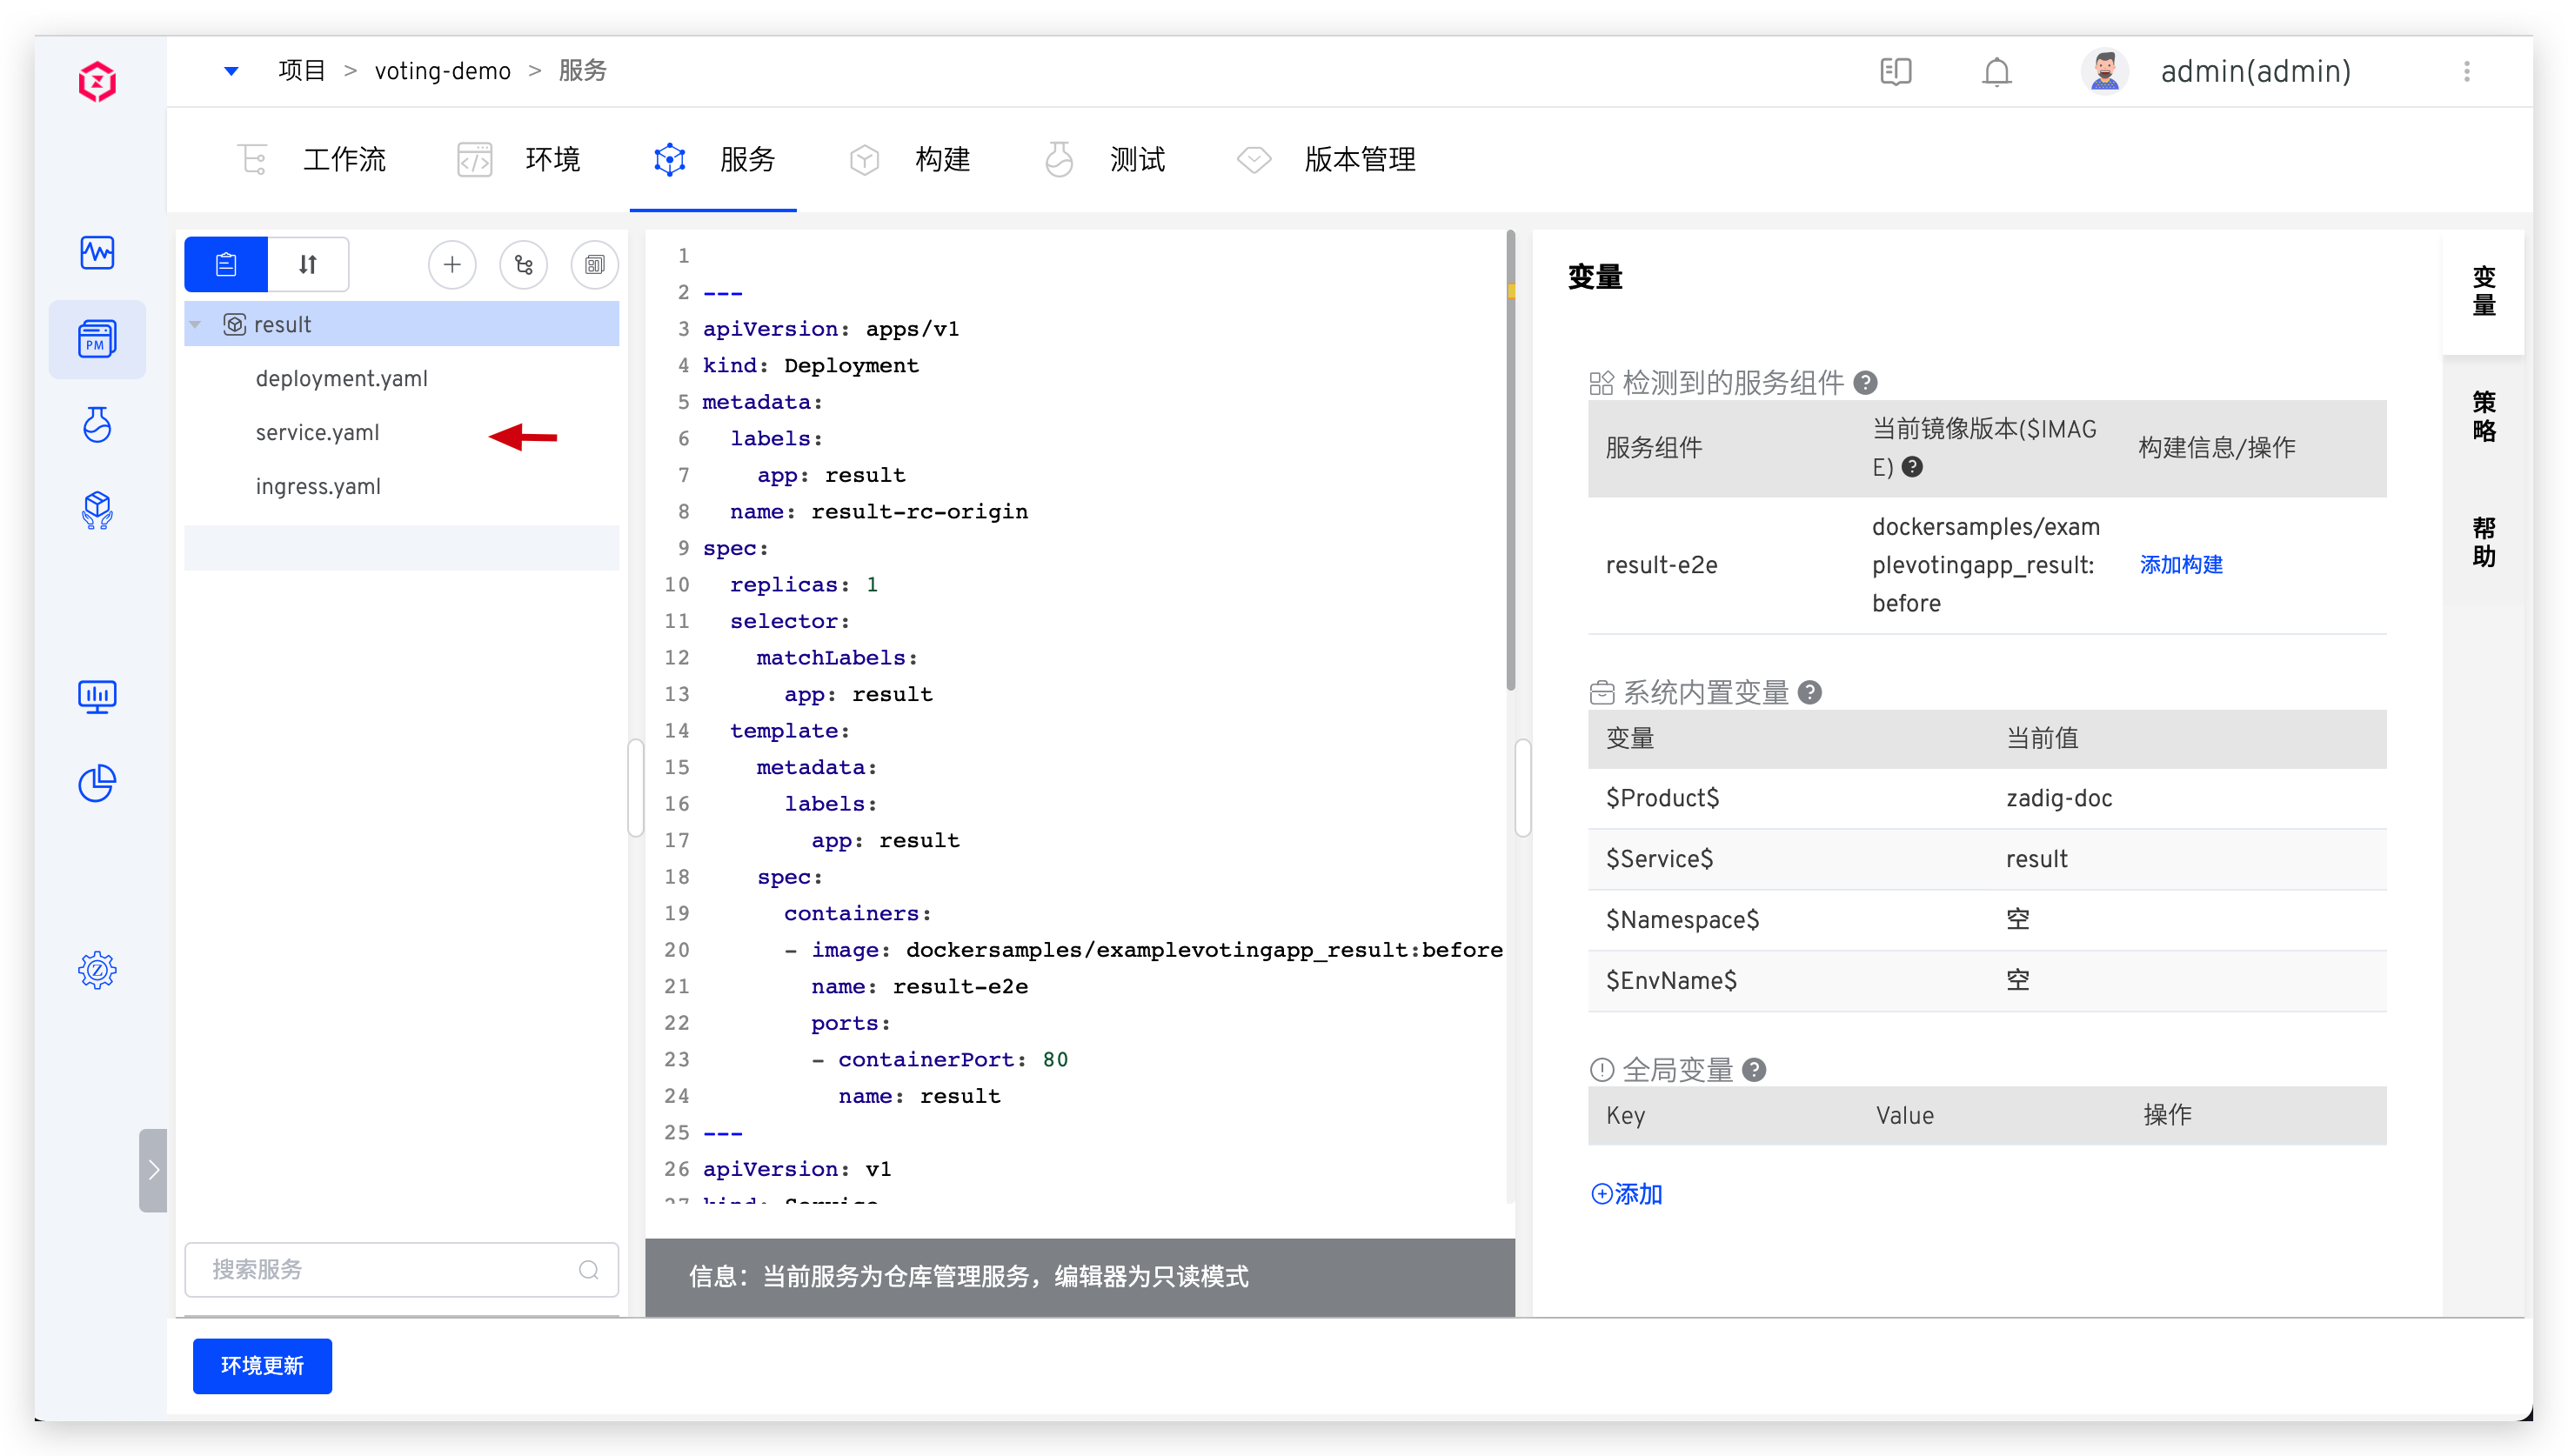 项目 > voting-demo > 服务
admin(admin)
工作流 环境 服务 构建 测试 版本管理
PM
result
deployment.yaml
service.yaml
ingress.yaml
搜索服务
1
2 ---
3 apiVersion: apps/v1
4 kind: Deployment
5 metadata:
6   labels:
7     app: result
8   name: result-rc-origin
9 spec:
10   replicas: 1
11   selector:
12     matchLabels:
13       app: result
14   template:
15     metadata:
16       labels:
17         app: result
18     spec:
19       containers:
20       - image: dockersamples/examplevotingapp_result:before
21         name: result-e2e
22         ports:
23         - containerPort: 80
24           name: result
25 ---
26 apiVersion: v1
27 kind: Service
信息：当前服务为仓库管理服务，编辑器为只读模式
变量
检测到的服务组件
服务组件 当前镜像版本($IMAG
E) 构建信息/操作
result-e2e dockersamples/exam
plevotingapp_result:
before 添加构建
系统内置变量
变量 当前值
$Product$ zadig-doc
$Service$ result
$Namespace$ 空
$EnvName$ 空
全局变量
Key Value 操作
添加
变量
策略
帮助
环境更新